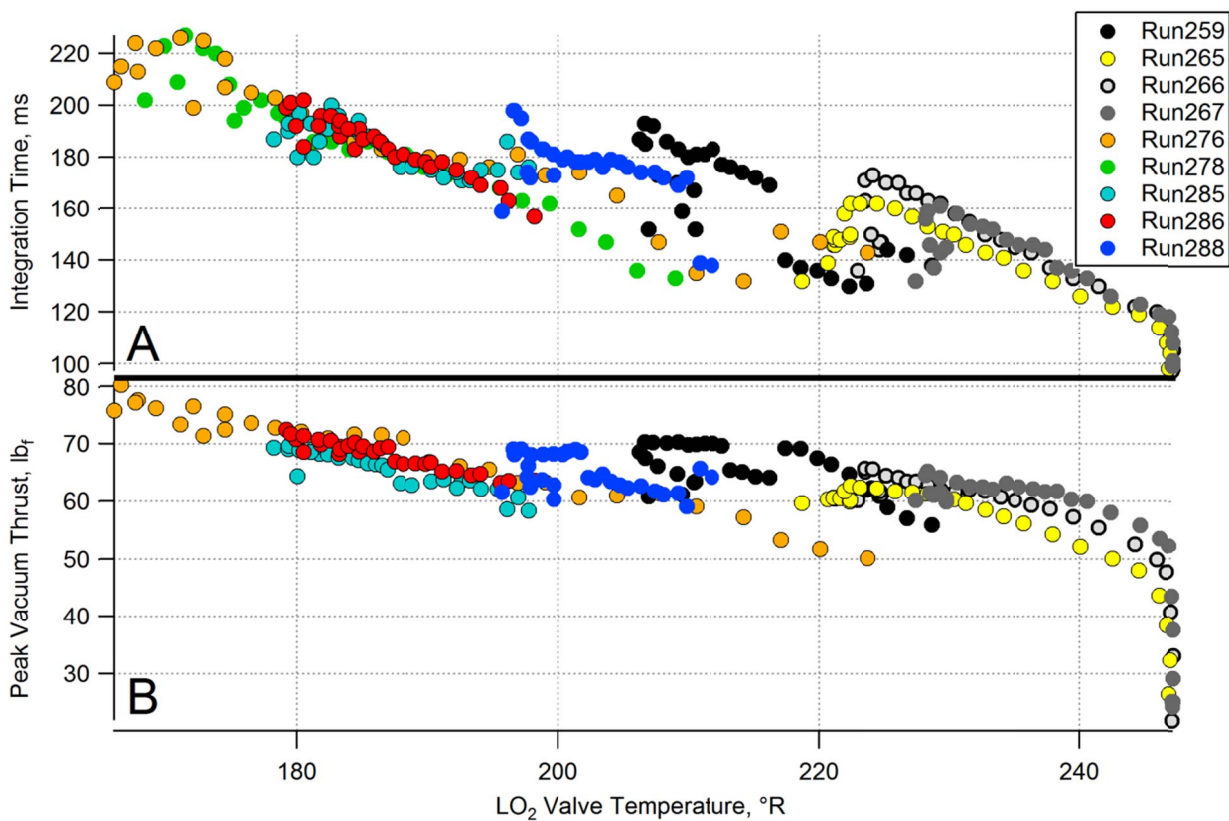 Integration Time, ms
220
200
180
160
140
120
100
A
Run259
Run265
Run266
Run267
Run276
Run278
Run285
Run286
Run288
Peak Vacuum Thrust, lbf
80
70
60
50
40
30
B
180
200
220
240
LO2 Valve Temperature, °R